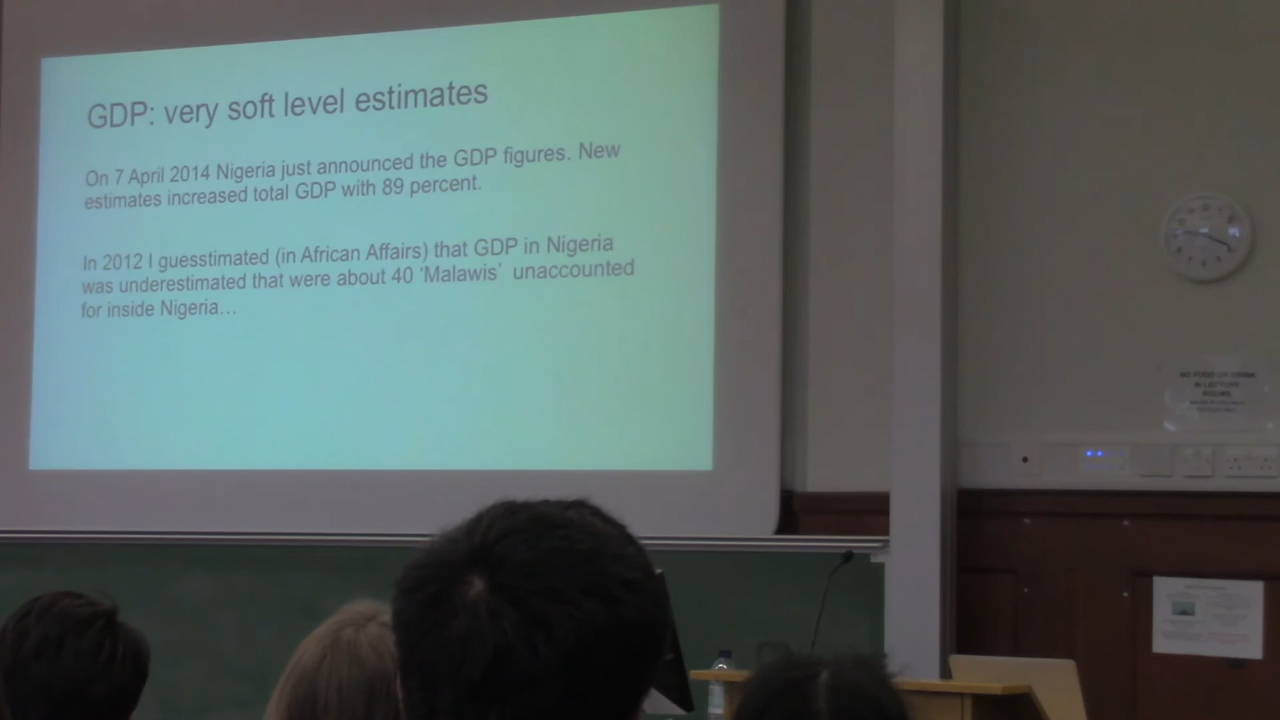 GDP: very soft level estimates
On 7 April 2014 Nigeria just announced the GDP figures. New
estimates increased total GDP with 89 percent.
In 2012 I guesstimated (in African Affairs) that GDP in Nigeria
was underestimated that were about 40 ‘Malawis’ unaccounted
for inside Nigeria…
NO FOOD OR DRINK
IN LECTURE
ROOMS